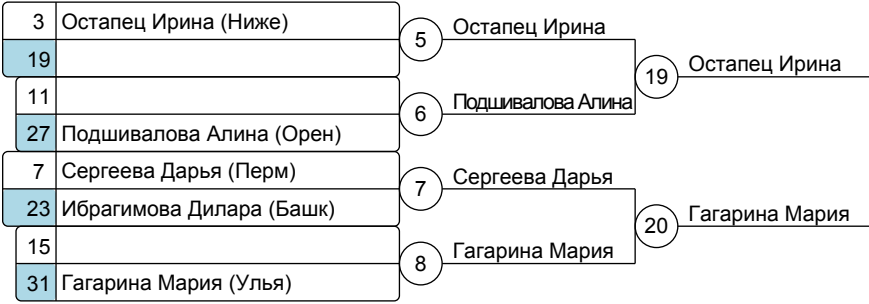 3 Остапец Ирина (Ниже)
19
11
27 Подшивалова Алина (Орен)
7 Сергеева Дарья (Перм)
23 Ибрагимова Дилара (Башк)
15
31 Гагарина Мария (Улья)
5 Остапец Ирина
6 Подшивалова Алина
7 Сергеева Дарья
8 Гагарина Мария
19 Остапец Ирина
20 Гагарина Мария